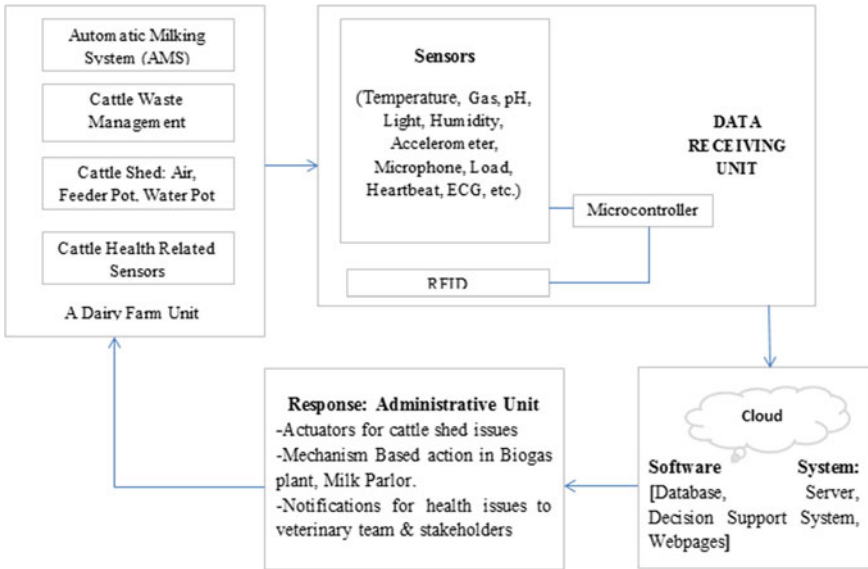 Automatic Milking
System (AMS)
Cattle Waste
Management
Cattle Shed: Air,
Feeder Pot, Water Pot
Cattle Health Related
Sensors
A Dairy Farm Unit
Sensors
(Temperature, Gas, pH,
Light, Humidity,
Accelerometer,
Microphone, Load,
Heartbeat, ECG, etc.)
DATA
RECEIVING
UNIT
Microcontroller
RFID
Cloud
Software System:
[Database, Server,
Decision Support System,
Webpages]
Response: Administrative Unit
-Actuators for cattle shed issues
-Mechanism Based action in Biogas
plant, Milk Parlor.
-Notifications for health issues to
veterinary team & stakeholders